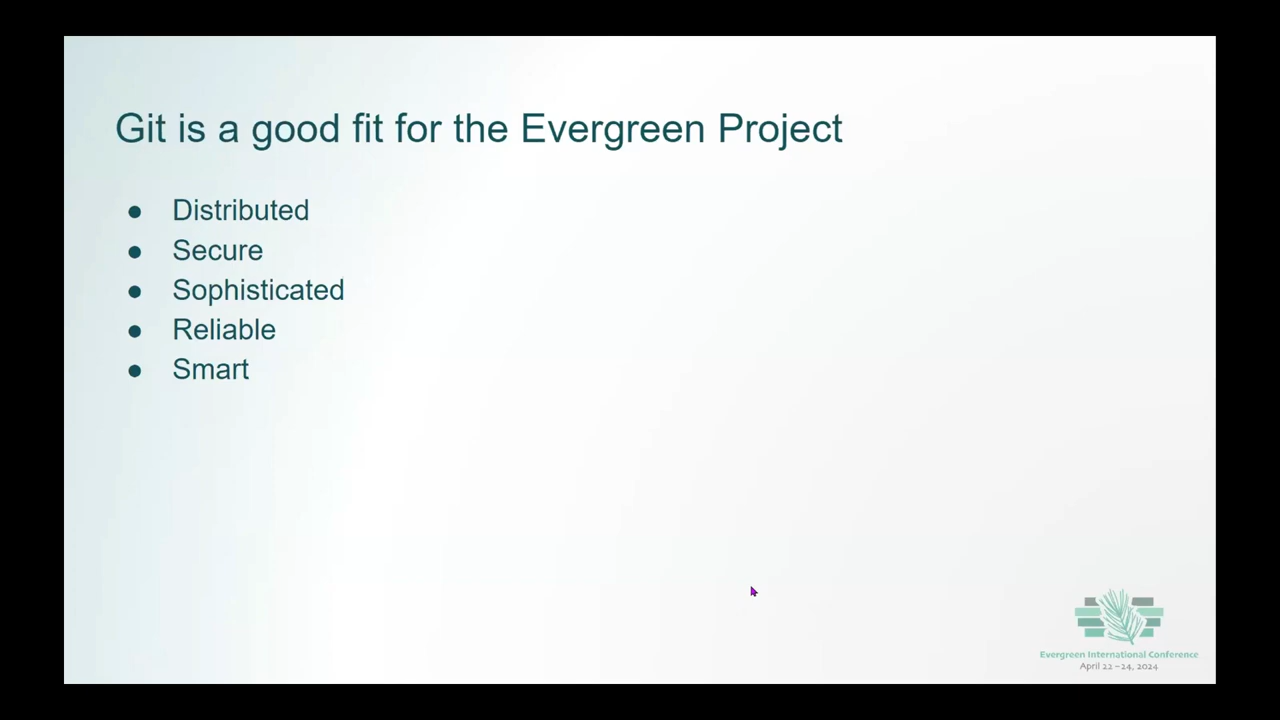 Git is a good fit for the Evergreen Project
● Distributed
● Secure
● Sophisticated
● Reliable
● Smart
Evergreen International Conference
April 22–24, 2024